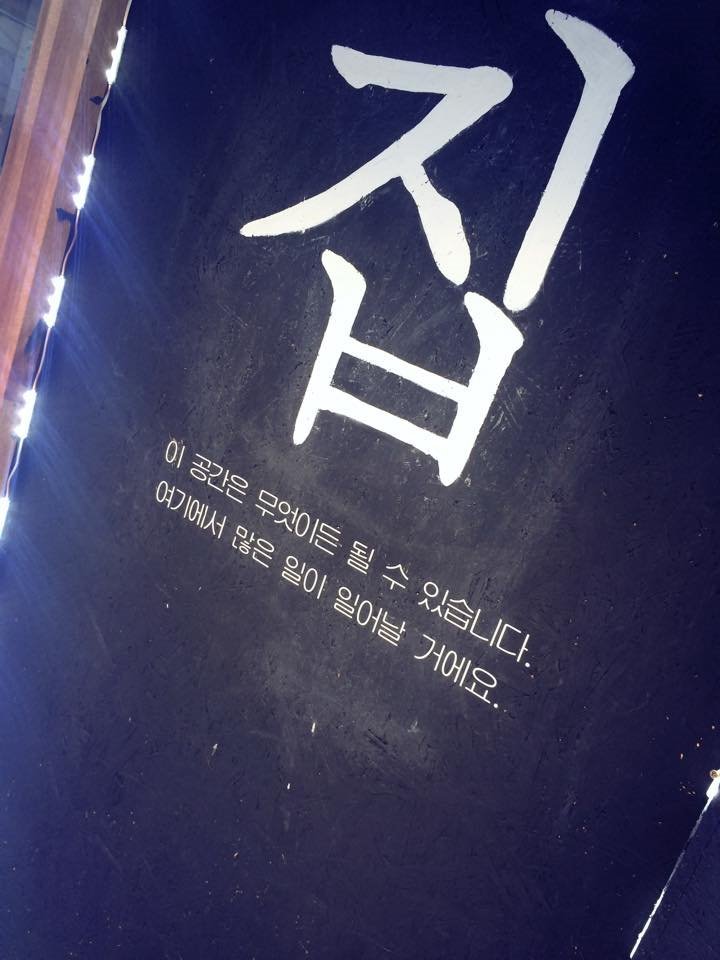 집
이 공간은 무엇이든 될 수 있습니다.
여기에서 많은 일이 일어날 거에요.